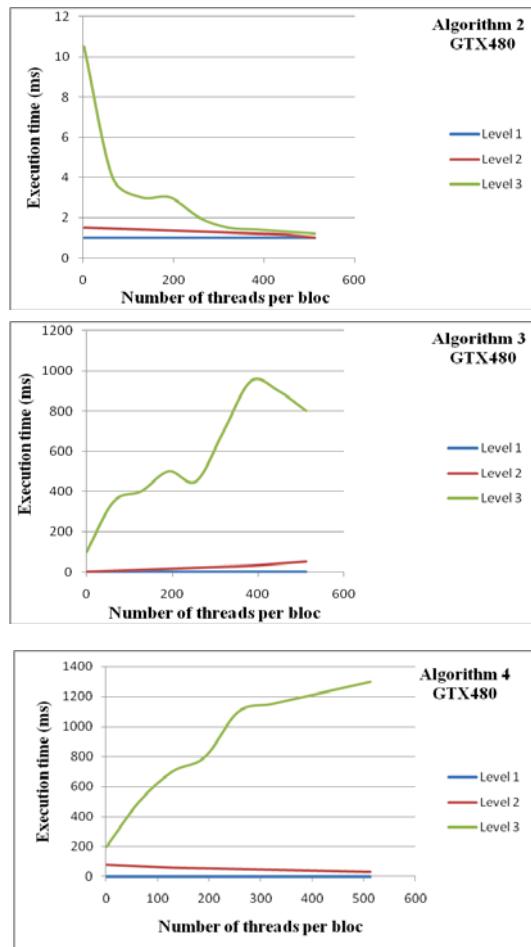 Algorithm 2
GTX480
Execution time (ms)
12
10
8
6
4
2
0
0 200 400 600
Number of threads per bloc
Level 1
Level 2
Level 3
Algorithm 3
GTX480
Execution time (ms)
1200
1000
800
600
400
200
0
0 200 400 600
Number of threads per bloc
Level 1
Level 2
Level 3
Algorithm 4
GTX480
Execution time (ms)
1400
1200
1000
800
600
400
200
0
0 100 200 300 400 500 600
Number of threads per bloc
Level 1
Level 2
Level 3